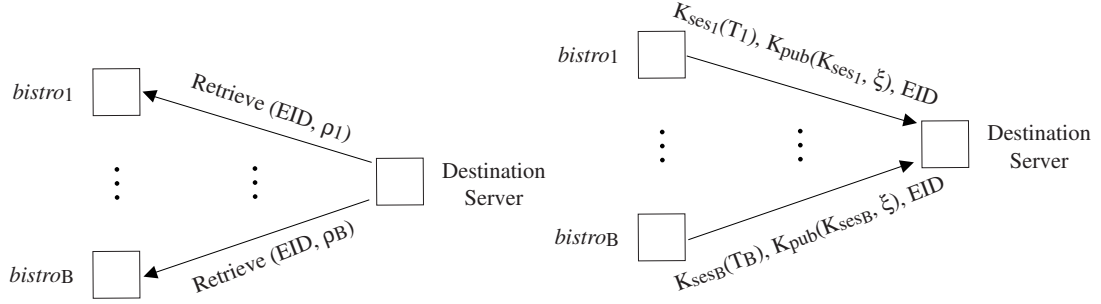 bistro1
Retrieve (EID, ρ1)
Destination
Server
bistroB
Retrieve (EID, ρB)
bistro1
Kses1(T1), Kpub(Kses1, ξ), EID
Destination
Server
bistroB
KsesB(TB), Kpub(KsesB, ξ), EID